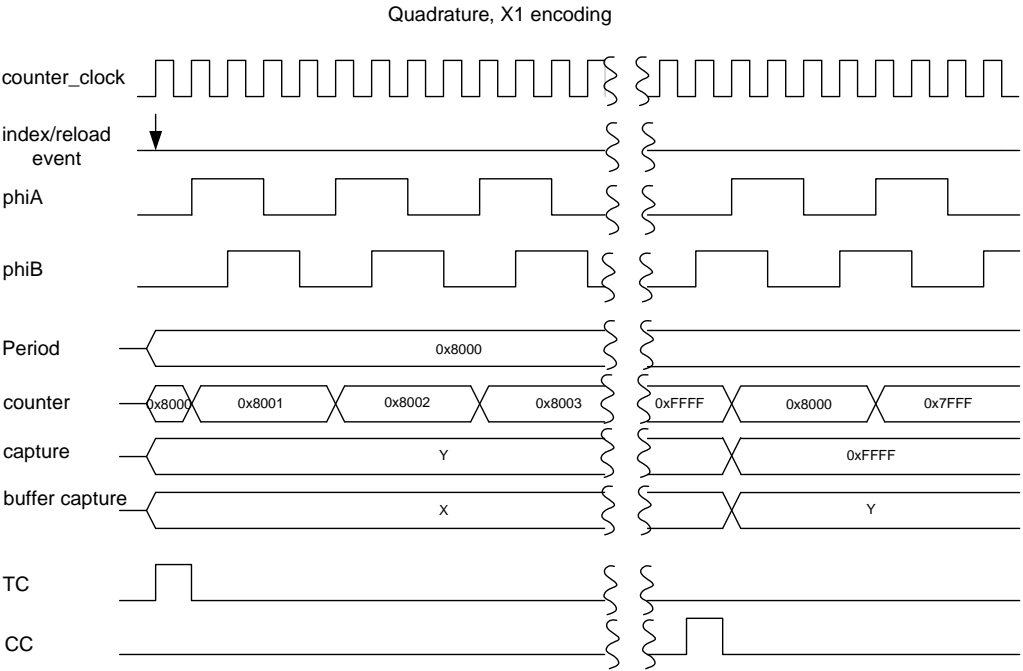 Quadrature, X1 encoding
counter_clock
index/reload
event
phiA
phiB
Period
0x8000
counter
0x8000
0x8001
0x8002
0x8003
0xFFFF
0x8000
0x7FFF
capture
Y
0xFFFF
buffer capture
X
Y
TC
CC